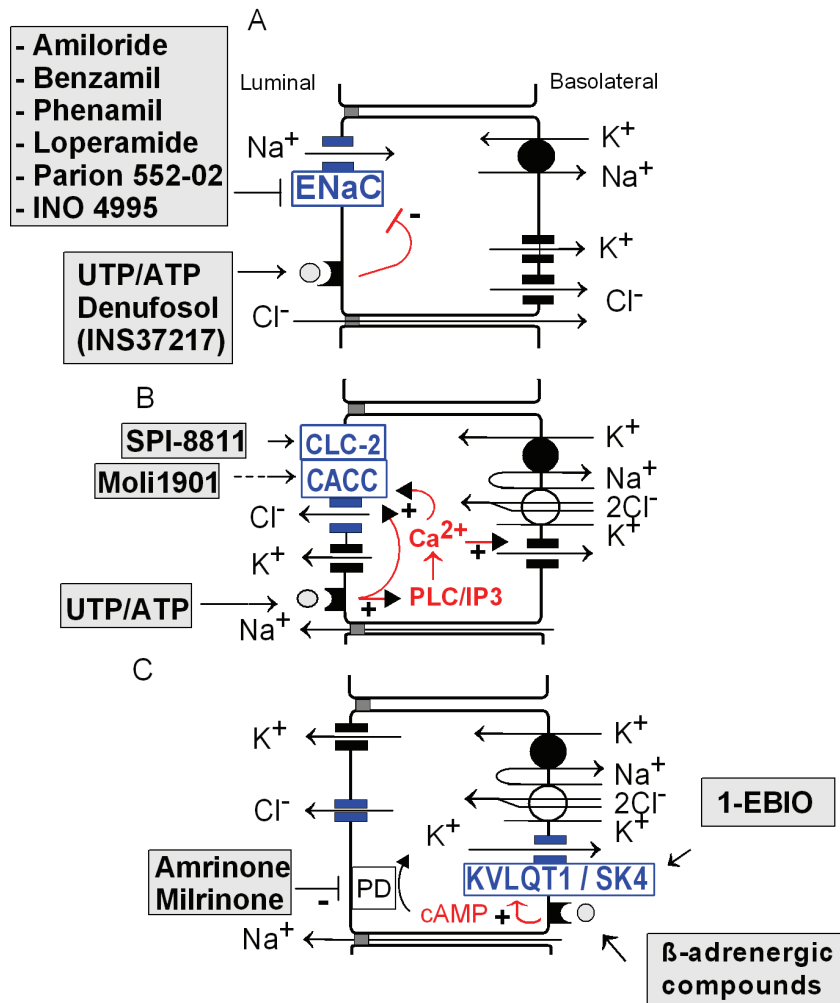 A
- Amiloride
- Benzamil
- Phenamil
- Loperamide
- Parion 552-02
- INO 4995
Luminal
Basolateral
Na+
ENaC
K+
Na+
-
K+
UTP/ATP
Denufosol
(INS37217)
Cl-
Cl-
B
SPI-8811
CLC-2
Moli1901
CACC
K+
Na+
2Cl-
K+
Cl-
+
Ca2+
+
K+
UTP/ATP
+
PLC/IP3
Na+
C
K+
K+
Na+
2Cl-
K+
Cl-
K+
1-EBIO
KVLQT1 / SK4
Amrinone
Milrinone
-
PD
cAMP
+
Na+
ß-adrenergic
compounds